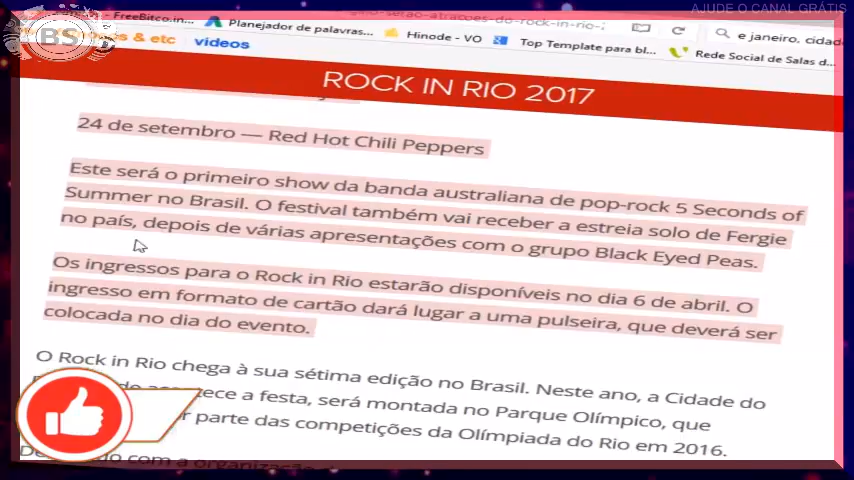 AJUDE O CANAL GRÁTIS
FreeBitco.in...
Planejador de palavras...
Hinode - VO
Top Template para bl...
e janeiro, cidad
Rede Social de Salas d...
BS
& etc
vídeos
ROCK IN RIO 2017
24 de setembro — Red Hot Chili Peppers
Este será o primeiro show da banda australiana de pop-rock 5 Seconds of
Summer no Brasil. O festival também vai receber a estreia solo de Fergie
no país, depois de várias apresentações com o grupo Black Eyed Peas.
Os ingressos para o Rock in Rio estarão disponíveis no dia 6 de abril. O
ingresso em formato de cartão dará lugar a uma pulseira, que deverá ser
colocada no dia do evento.
O Rock in Rio chega à sua sétima edição no Brasil. Neste ano, a Cidade do
a festa, será montada no Parque Olímpico, que
parte das competições da Olimpíada do Rio em 2016.
com a organização